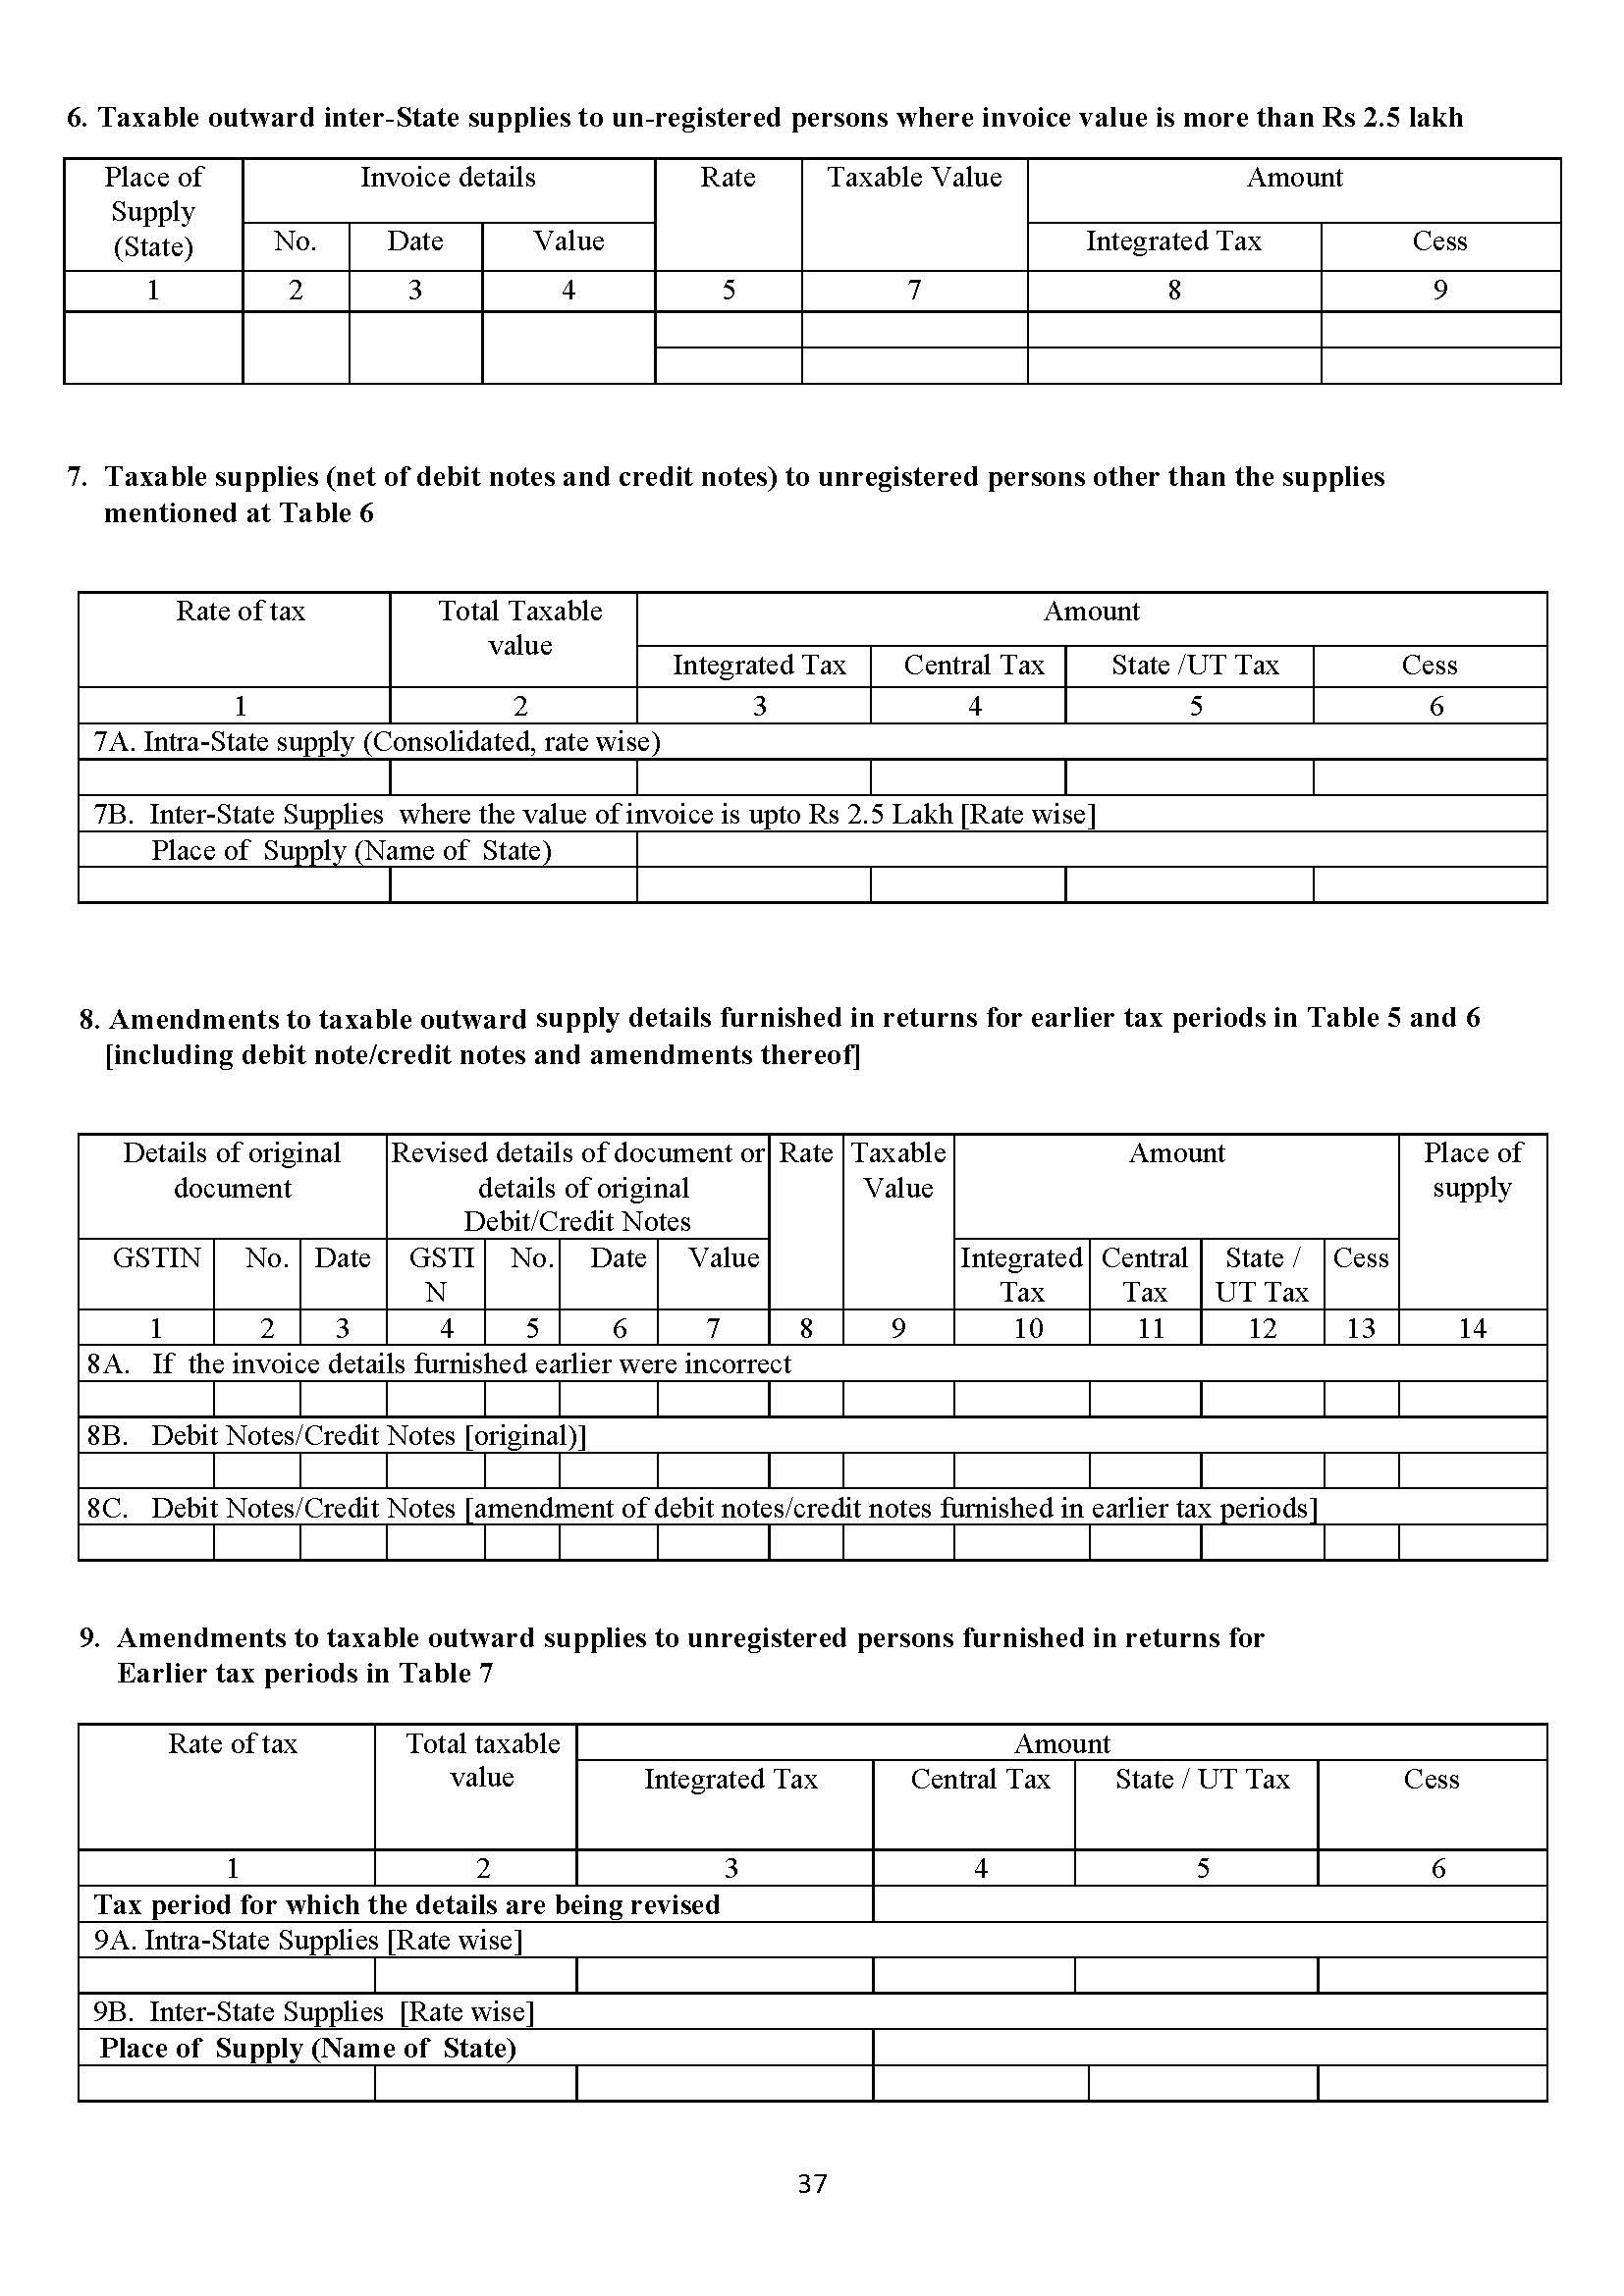 6. Taxable outward inter-State supplies to un-registered persons where invoice value is more than Rs 2.5 lakh
Place of Supply (State) Invoice details Rate Taxable Value Amount
No. Date Value Integrated Tax Cess
1 2 3 4 5 7 8 9
7. Taxable supplies (net of debit notes and credit notes) to unregistered persons other than the supplies
mentioned at Table 6
Rate of tax Total Taxable value Amount
Integrated Tax Central Tax State /UT Tax Cess
1 2 3 4 5 6
7A. Intra-State supply (Consolidated, rate wise)
7B. Inter-State Supplies where the value of invoice is upto Rs 2.5 Lakh [Rate wise]
Place of Supply (Name of State)
8. Amendments to taxable outward supply details furnished in returns for earlier tax periods in Table 5 and 6
[including debit note/credit notes and amendments thereof]
Details of original document Revised details of document or details of original Debit/Credit Notes Rate Taxable Value Amount Place of supply
GSTIN No. Date GSTI N No. Date Value Integrated Tax Central Tax State / UT Tax Cess
1 2 3 4 5 6 7 8 9 10 11 12 13 14
8A. If the invoice details furnished earlier were incorrect
8B. Debit Notes/Credit Notes [original)]
8C. Debit Notes/Credit Notes [amendment of debit notes/credit notes furnished in earlier tax periods]
9. Amendments to taxable outward supplies to unregistered persons furnished in returns for
Earlier tax periods in Table 7
Rate of tax Total taxable value Amount
Integrated Tax Central Tax State / UT Tax Cess
1 2 3 4 5 6
Tax period for which the details are being revised
9A. Intra-State Supplies [Rate wise]
9B. Inter-State Supplies [Rate wise]
Place of Supply (Name of State)
37